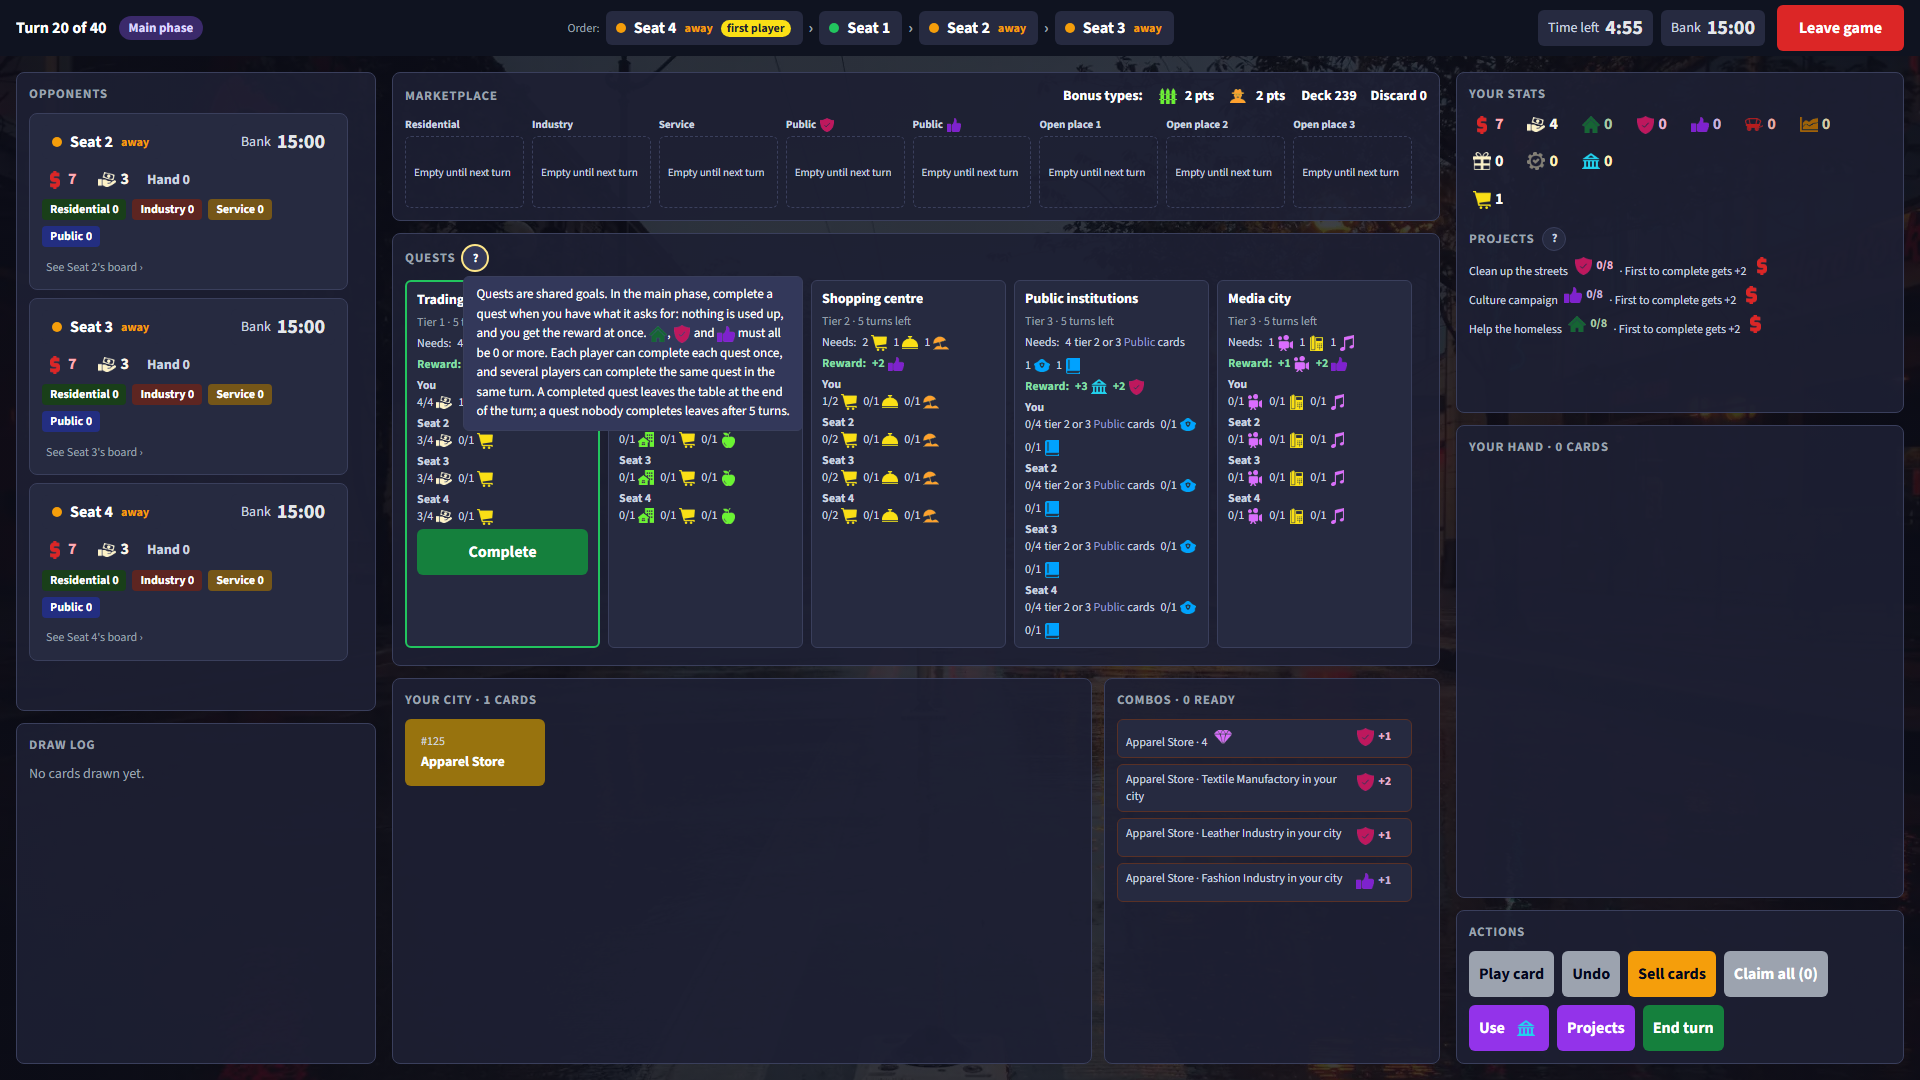 Turn 20 of 40
Main phase
Order:
Seat 4 away first player
›
Seat 1
›
Seat 2 away
›
Seat 3 away
Time left 4:55
Bank 15:00
Leave game
OPPONENTS
Seat 2 away
Bank 15:00
7
3
Hand 0
Residential 0
Industry 0
Service 0
Public 0
See Seat 2's board ›
Seat 3 away
Bank 15:00
7
3
Hand 0
Residential 0
Industry 0
Service 0
Public 0
See Seat 3's board ›
Seat 4 away
Bank 15:00
7
3
Hand 0
Residential 0
Industry 0
Service 0
Public 0
See Seat 4's board ›
DRAW LOG
No cards drawn yet.
MARKETPLACE
Bonus types: 2 pts 2 pts Deck 239 Discard 0
Residential
Industry
Service
Public
Public
Open place 1
Open place 2
Open place 3
Empty until next turn
Empty until next turn
Empty until next turn
Empty until next turn
Empty until next turn
Empty until next turn
Empty until next turn
Empty until next turn
QUESTS ?
Quests are shared goals. In the main phase, complete a
quest when you have what it asks for: nothing is used up,
and you get the reward at once. , and must all
be 0 or more. Each player can complete each quest once,
and several players can complete the same quest in the
same turn. A completed quest leaves the table at the end
of the turn; a quest nobody completes leaves after 5 turns.
Trading
Tier 1 · 5 t
Needs: 4
Reward:
You
4/4 1
Seat 2
3/4 0/1
Seat 3
3/4 0/1
Seat 4
3/4 0/1
Complete
0/1 0/1 0/1
Seat 3
0/1 0/1 0/1
Seat 4
0/1 0/1 0/1
Shopping centre
Tier 2 · 5 turns left
Needs: 2 1 1
Reward: +2
You
1/2 0/1 0/1
Seat 2
0/2 0/1 0/1
Seat 3
0/2 0/1 0/1
Seat 4
0/2 0/1 0/1
Public institutions
Tier 3 · 5 turns left
Needs: 4 tier 2 or 3 Public cards
1 1
Reward: +3 +2
You
0/4 tier 2 or 3 Public cards 0/1
0/1
Seat 2
0/4 tier 2 or 3 Public cards 0/1
0/1
Seat 3
0/4 tier 2 or 3 Public cards 0/1
0/1
Seat 4
0/4 tier 2 or 3 Public cards 0/1
0/1
Media city
Tier 3 · 5 turns left
Needs: 1 1 1
Reward: +1 +2
You
0/1 0/1 0/1
Seat 2
0/1 0/1 0/1
Seat 3
0/1 0/1 0/1
Seat 4
0/1 0/1 0/1
YOUR CITY · 1 CARDS
#125
Apparel Store
COMBOS · 0 READY
Apparel Store · 4 +1
Apparel Store · Textile Manufactory in your
city
+2
Apparel Store · Leather Industry in your city +1
Apparel Store · Fashion Industry in your city +1
YOUR STATS
7 4 0 0 0 0 0
0 0 0
1
PROJECTS ?
Clean up the streets 0/8 · First to complete gets +2
Culture campaign 0/8 · First to complete gets +2
Help the homeless 0/8 · First to complete gets +2
YOUR HAND · 0 CARDS
ACTIONS
Play card
Undo
Sell cards
Claim all (0)
Use
Projects
End turn